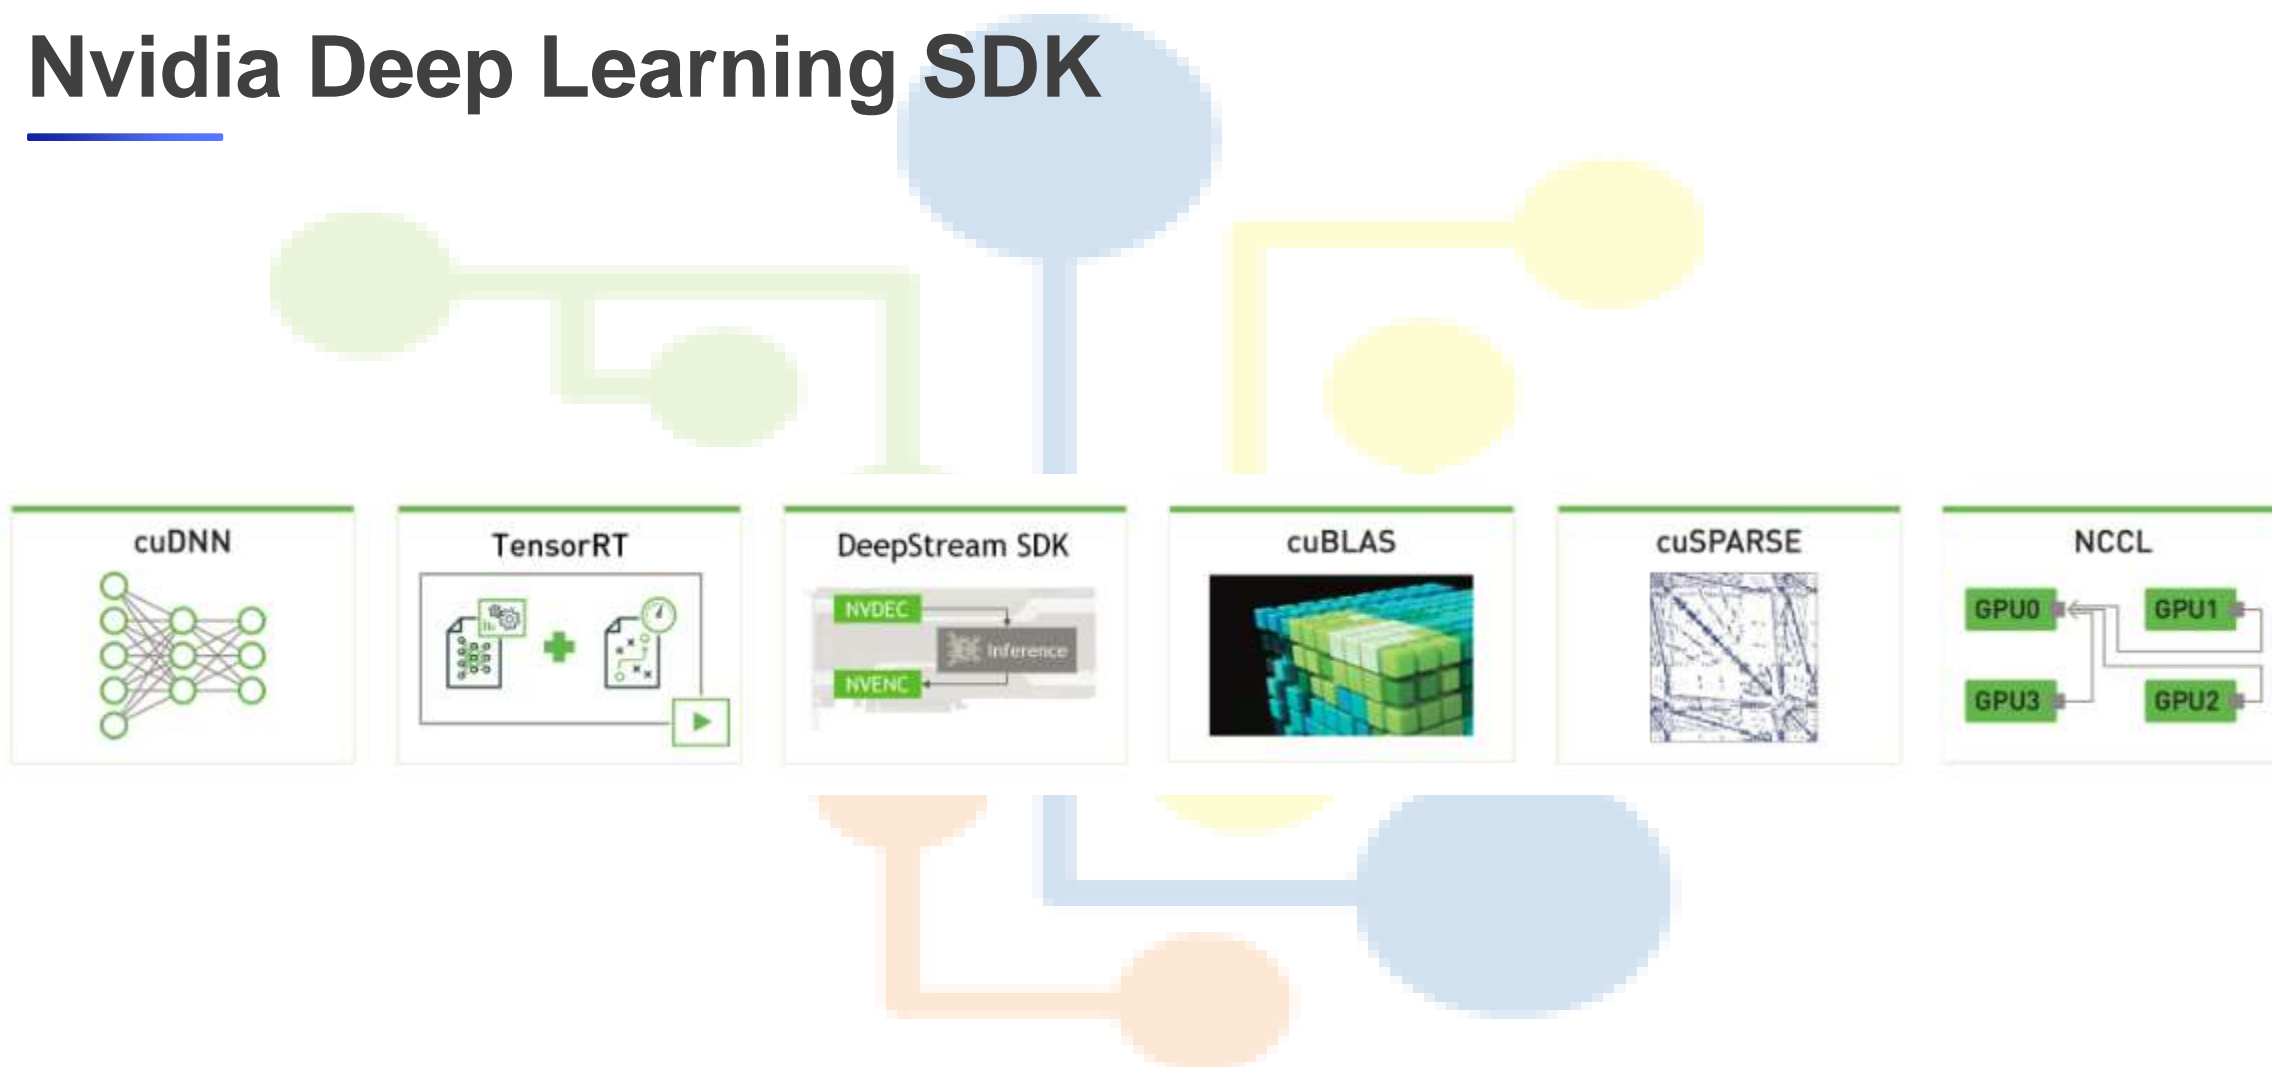 Nvidia Deep Learning SDK
cuDNN
TensorRT
DeepStream SDK
NVDEC
Inference
NVENC
cuBLAS
cuSPARSE
NCCL
GPU0
GPU1
GPU3
GPU2